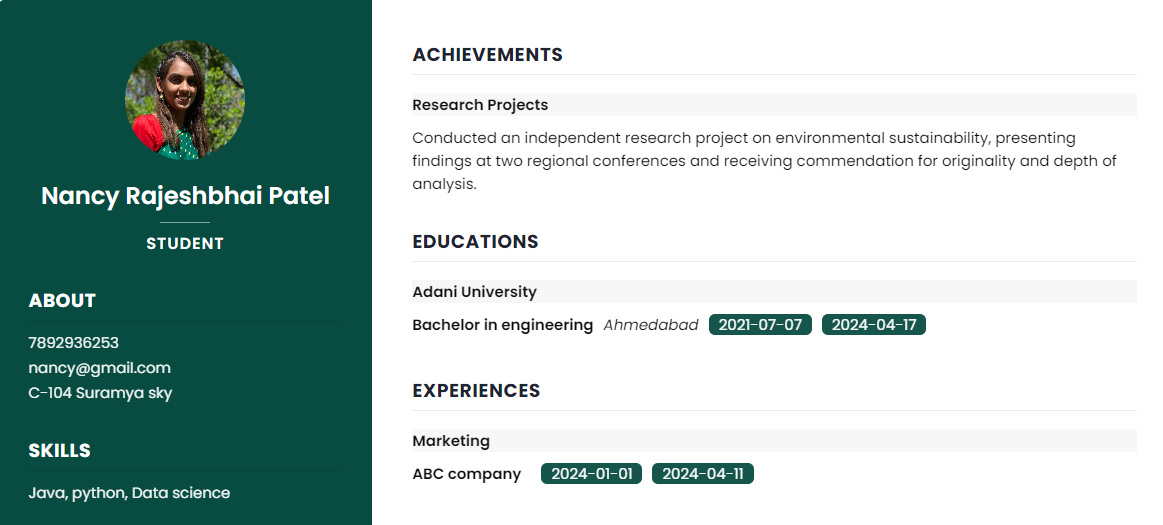 Nancy Rajeshbhai Patel
STUDENT
ABOUT
7892936253
nancy@gmail.com
C-104 Suramya sky
SKILLS
Java, python, Data science
ACHIEVEMENTS
Research Projects
Conducted an independent research project on environmental sustainability, presenting
findings at two regional conferences and receiving commendation for originality and depth of
analysis.
EDUCATIONS
Adani University
Bachelor in engineering Ahmedabad 2021-07-07 2024-04-17
EXPERIENCES
Marketing
ABC company 2024-01-01 2024-04-11